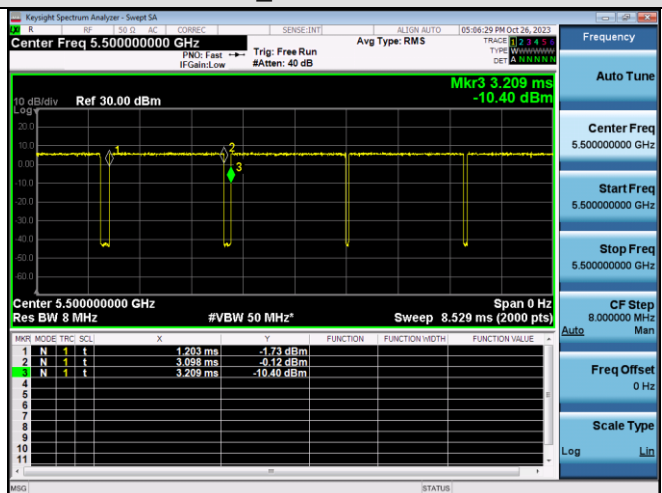 Keysight Spectrum Analyzer - Swept SA
R RF 50 Ω AC CORREC SENSE:INT ALIGN AUTO 05:06:29 PM Oct 26, 2023
Center Freq 5.500000000 GHz
PNO: Fast
IFGain:Low
Trig: Free Run
#Atten: 40 dB
Avg Type: RMS
TRACE 1 2 3 4 5 6
TYPE WWWWWW
DET A N N N N N
Frequency
Mkr3 3.209 ms
-10.40 dBm
10 dB/div Ref 30.00 dBm
Log
20.0
10.0
0.00
-10.0
-20.0
-30.0
-40.0
-50.0
-60.0
1
2
3
Center 5.500000000 GHz
Span 0 Hz
Res BW 8 MHz #VBW 50 MHz* Sweep 8.529 ms (2000 pts)
MKR MODE TRC SCL X Y FUNCTION FUNCTION WIDTH FUNCTION VALUE
1 N 1 t 1.203 ms -1.73 dBm
2 N 1 t 3.098 ms -0.12 dBm
3 N 1 t 3.209 ms -10.40 dBm
4
5
6
7
8
9
10
11
MSG STATUS
Auto Tune
Center Freq
5.500000000 GHz
Start Freq
5.500000000 GHz
Stop Freq
5.500000000 GHz
CF Step
8.000000 MHz
Auto Man
Freq Offset
0 Hz
Scale Type
Log Lin